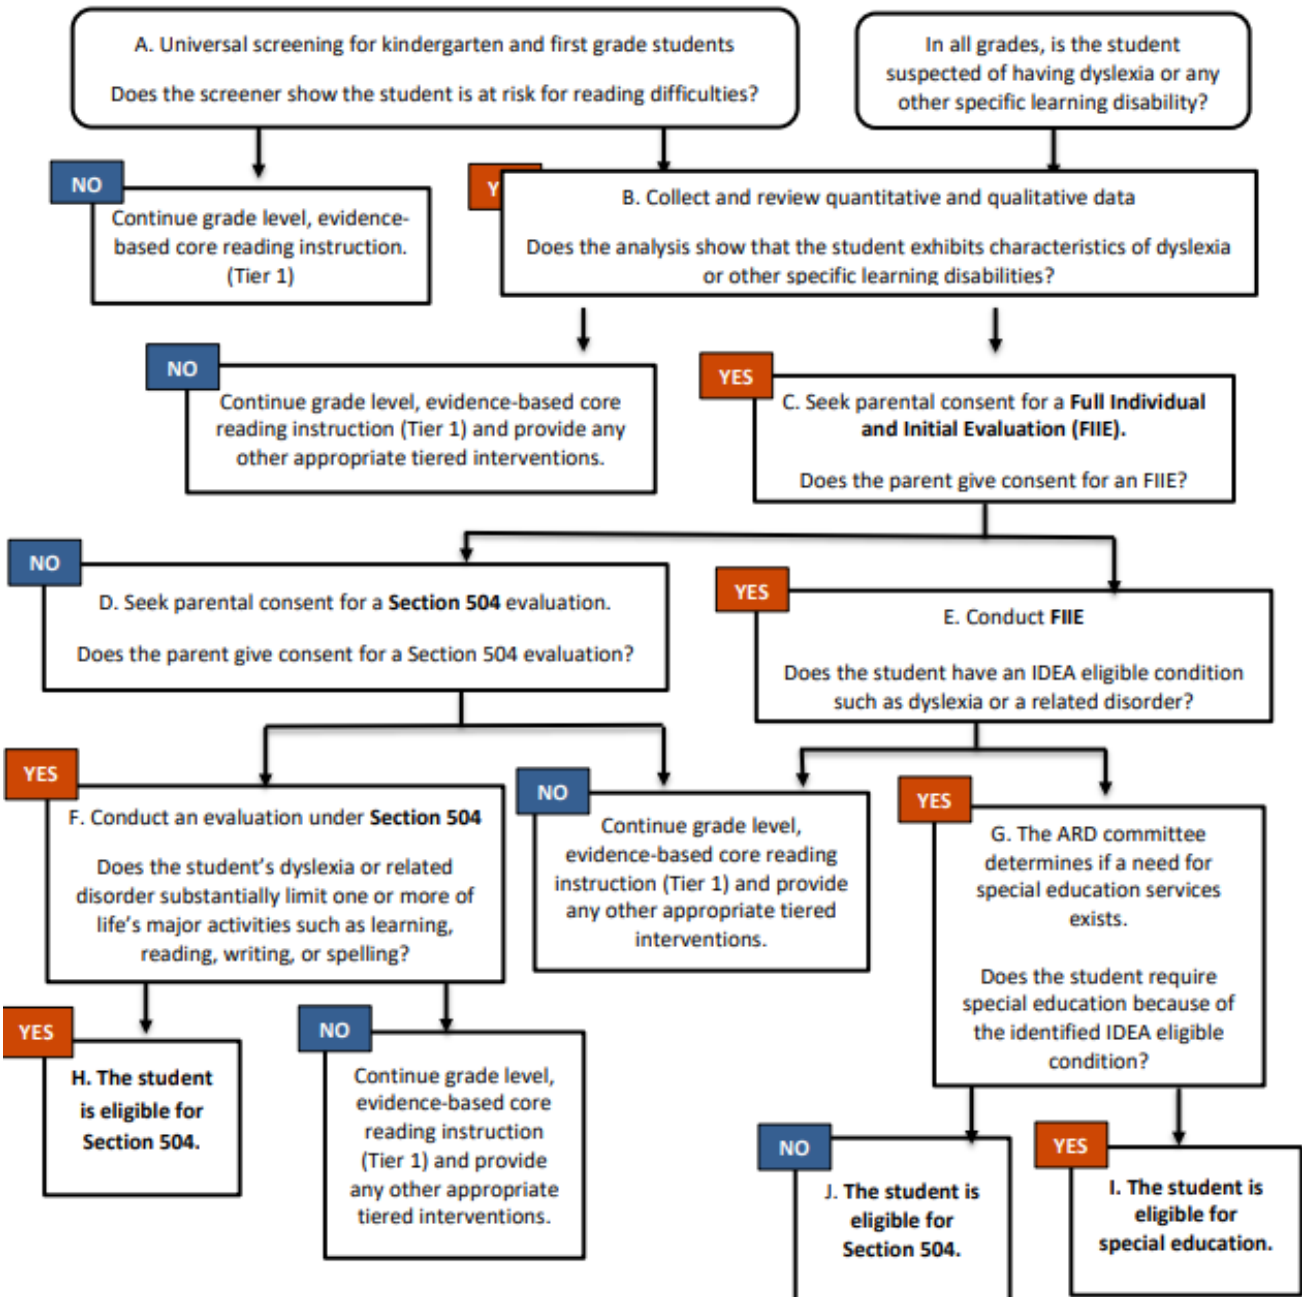 A. Universal screening for kindergarten and first grade students
Does the screener show the student is at risk for reading difficulties?
In all grades, is the student
suspected of having dyslexia or any
other specific learning disability?
NO
Continue grade level, evidence-
based core reading instruction.
(Tier 1)
Y
B. Collect and review quantitative and qualitative data
Does the analysis show that the student exhibits characteristics of dyslexia
or other specific learning disabilities?
NO
Continue grade level, evidence-based core
reading instruction (Tier 1) and provide any
other appropriate tiered interventions.
YES
C. Seek parental consent for a Full Individual
and Initial Evaluation (FIIE).
Does the parent give consent for an FIIE?
NO
D. Seek parental consent for a Section 504 evaluation.
Does the parent give consent for a Section 504 evaluation?
YES
E. Conduct FIIE
Does the student have an IDEA eligible condition
such as dyslexia or a related disorder?
YES
F. Conduct an evaluation under Section 504
Does the student's dyslexia or related
disorder substantially limit one or more of
life's major activities such as learning,
reading, writing, or spelling?
NO
Continue grade level,
evidence-based core reading
instruction (Tier 1) and provide
any other appropriate tiered
interventions.
YES
G. The ARD committee
determines if a need for
special education services
exists.
Does the student require
special education because of
the identified IDEA eligible
condition?
YES
H. The student
is eligible for
Section 504.
NO
Continue grade level,
evidence-based core
reading instruction
(Tier 1) and provide
any other appropriate
tiered interventions.
NO
J. The student is
eligible for
Section 504.
YES
I. The student is
eligible for
special education.